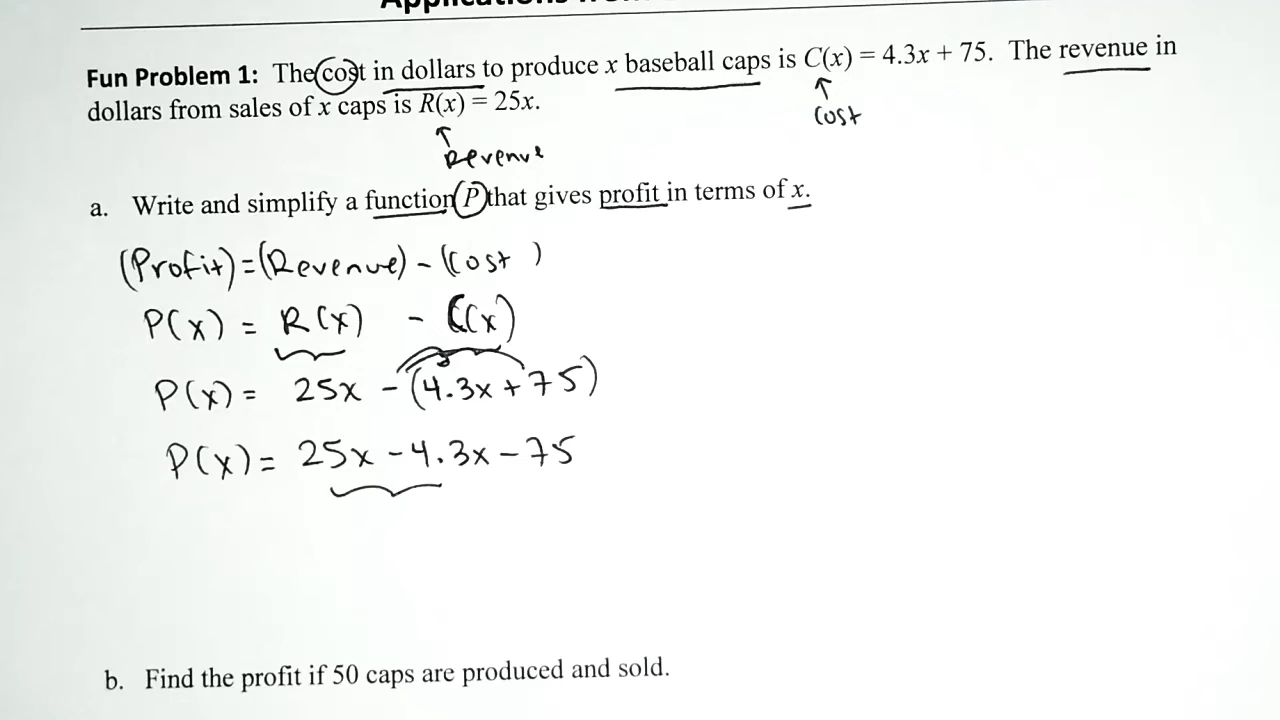 Fun Problem 1: The cost in dollars to produce x baseball caps is C(x) = 4.3x + 75. The revenue in
dollars from sales of x caps is R(x) = 25x.
Cost
Revenue
a. Write and simplify a function P that gives profit in terms of x.
(Profit) = (Revenue) - (Cost )
P(x) = R(x) - C(x)
P(x) = 25x - (4.3x + 75)
P(x) = 25x - 4.3x - 75
b. Find the profit if 50 caps are produced and sold.